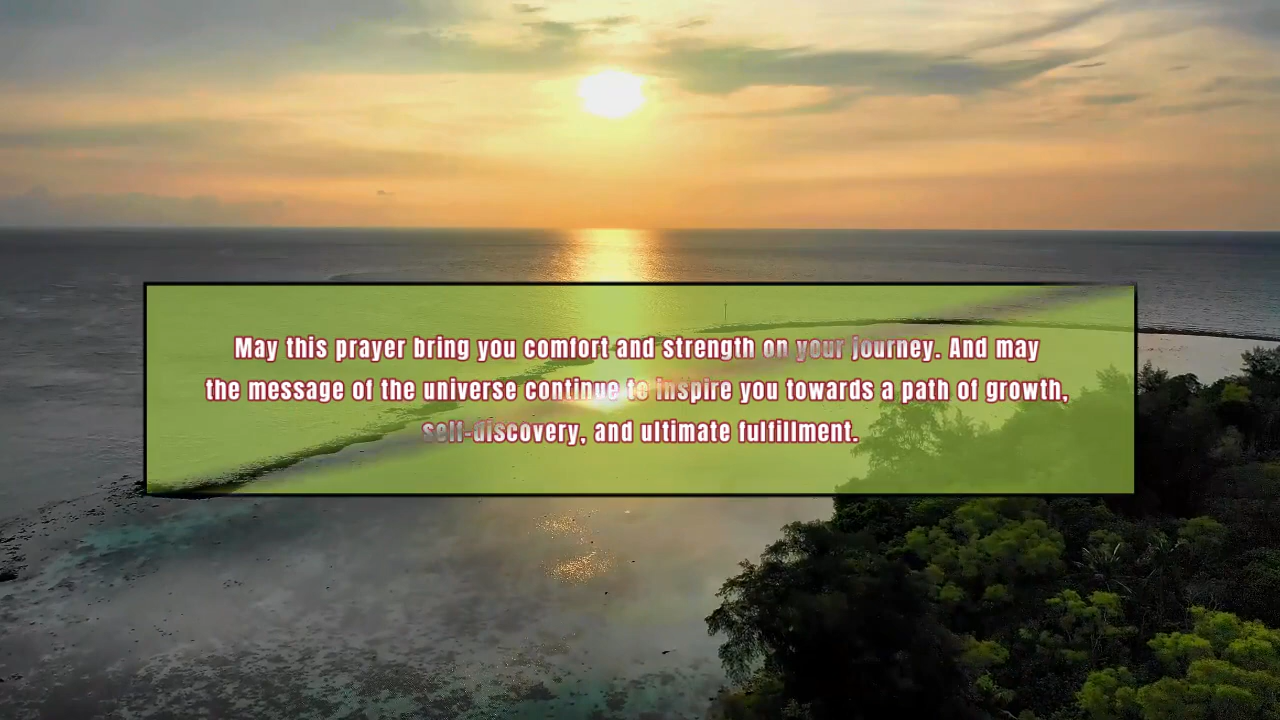 May this prayer bring you comfort and strength on your journey. And may
the message of the universe continue to inspire you towards a path of growth,
self-discovery, and ultimate fulfillment.